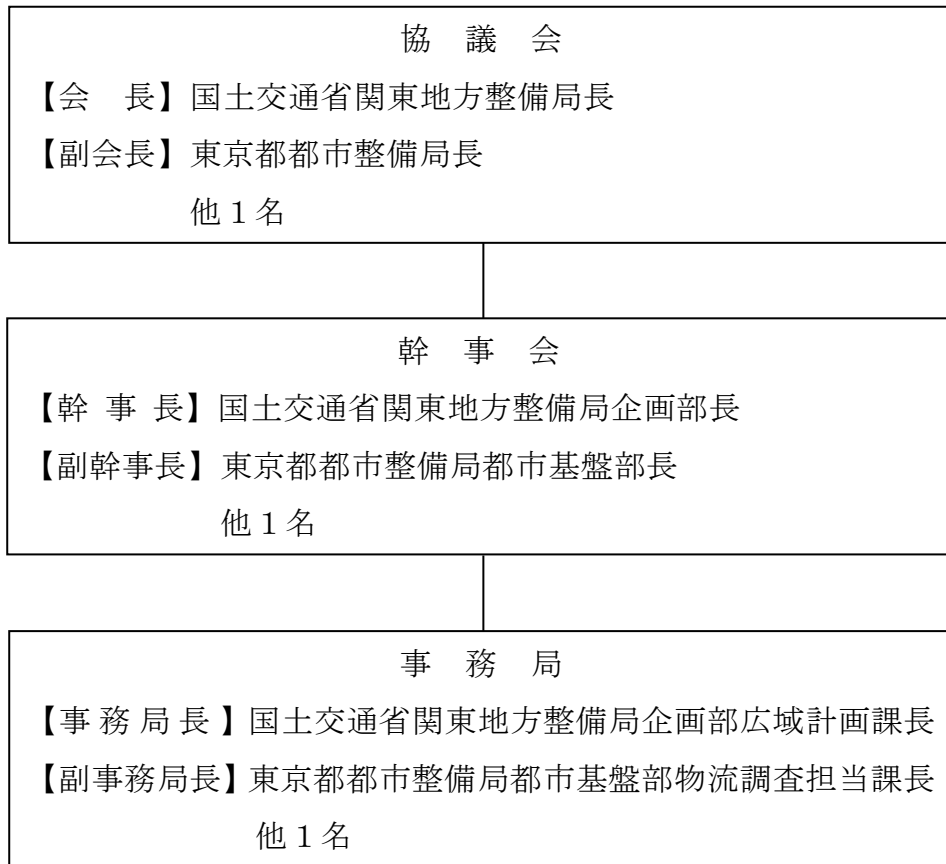 協 議 会
【会 長】国土交通省関東地方整備局長
【副会長】東京都都市整備局長
他１名
幹 事 会
【幹 事 長】国土交通省関東地方整備局企画部長
【副幹事長】東京都都市整備局都市基盤部長
他１名
事 務 局
【事 務 局 長】国土交通省関東地方整備局企画部広域計画課長
【副事務局長】東京都都市整備局都市基盤部物流調査担当課長
他１名